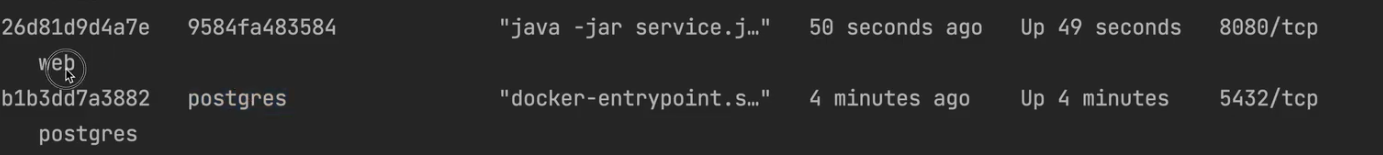 26d81d9d4a7e 9584fa483584 "java -jar service.j…" 50 seconds ago Up 49 seconds 8080/tcp
web
b1b3dd7a3882 postgres "docker-entrypoint.s…" 4 minutes ago Up 4 minutes 5432/tcp
postgres